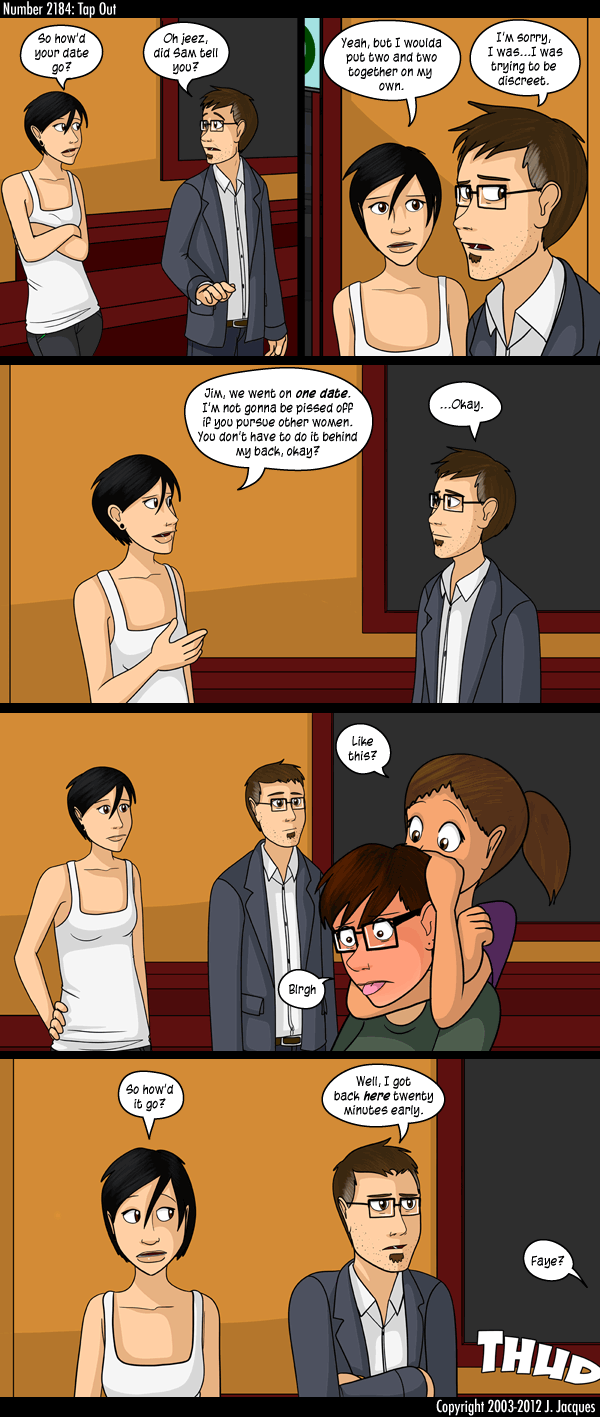 Number 2184: Tap Out
So how'd
your date
go?
Oh jeez,
did Sam tell
you?
Yeah, but I woulda
put two and two
together on my
own.
I'm sorry,
I was...I was
trying to be
discreet.
Jim, we went on one date.
I'm not gonna be pissed off
if you pursue other women.
You don't have to do it behind
my back, okay?
...Okay.
Like
this?
Blrgh
So how'd
it go?
Well, I got
back here twenty
minutes early.
Faye?
THUD
Copyright 2003-2012 J. Jacques